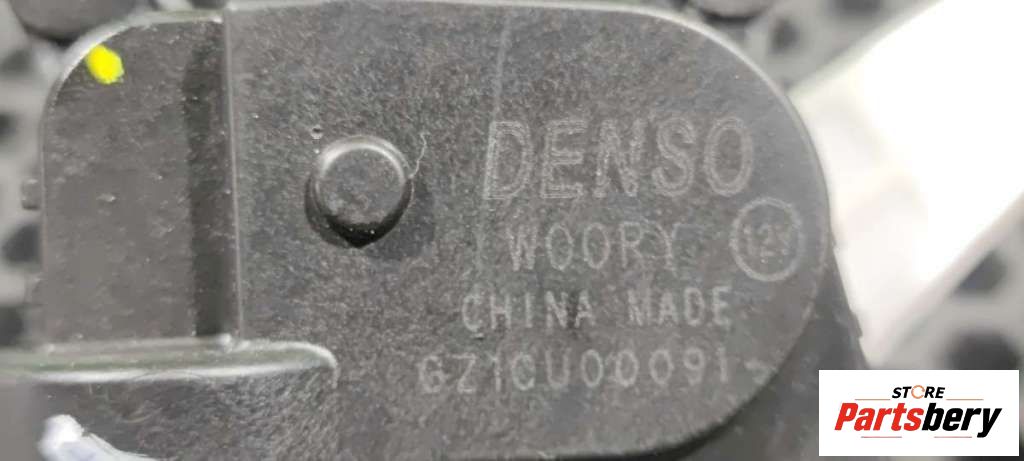 DENSO
WOORY
12V
CHINA MADE
GZ1CU00091
STORE
Partsbery